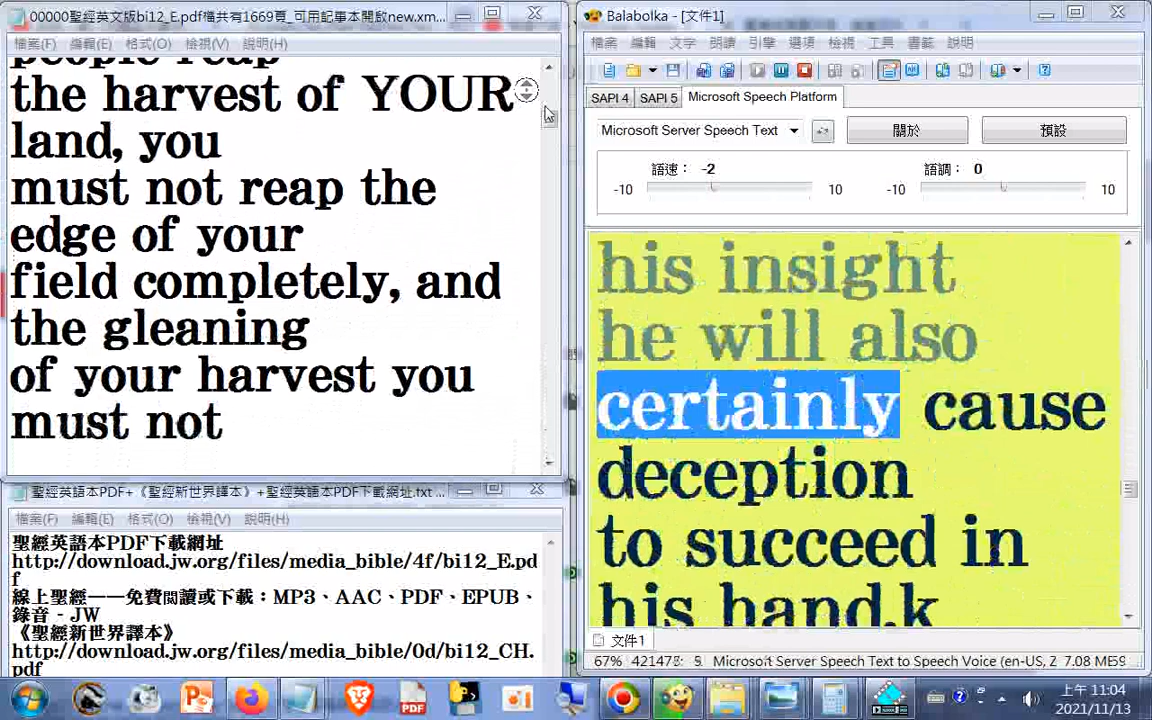 00000聖經英文版bi12_E.pdf檔共有1669頁_可用記事本開啟new.xm...
檔案(F) 編輯(E) 格式(O) 檢視(V) 說明(H)
people reap
the harvest of YOUR
land, you
must not reap the
edge of your
field completely, and
the gleaning
of your harvest you
must not
聖經英語本PDF+《聖經新世界譯本》+聖經英語本PDF下載網址.txt ...
檔案(F) 編輯(E) 格式(O) 檢視(V) 說明(H)
聖經英語本PDF下載網址
http://download.jw.org/files/media_bible/4f/bi12_E.pd
f
線上聖經——免費閱讀或下載：MP3、AAC、PDF、EPUB、
錄音 - JW
《聖經新世界譯本》
http://download.jw.org/files/media_bible/0d/bi12_CH.
pdf
Balabolka - [文件1]
檔案 編輯 文字 朗讀 引擎 選項 檢視 工具 書籤 說明
SAPI 4 SAPI 5 Microsoft Speech Platform
Microsoft Server Speech Text 關於 預設
語速： -2 語調： 0
-10 10 -10 10
his insight
he will also
certainly cause
deception
to succeed in
his hand.k
文件1
67% Microsoft Server Speech Text to Speech Voice (en-US, Z 7.08 ME
上午 11:04
2021/11/13